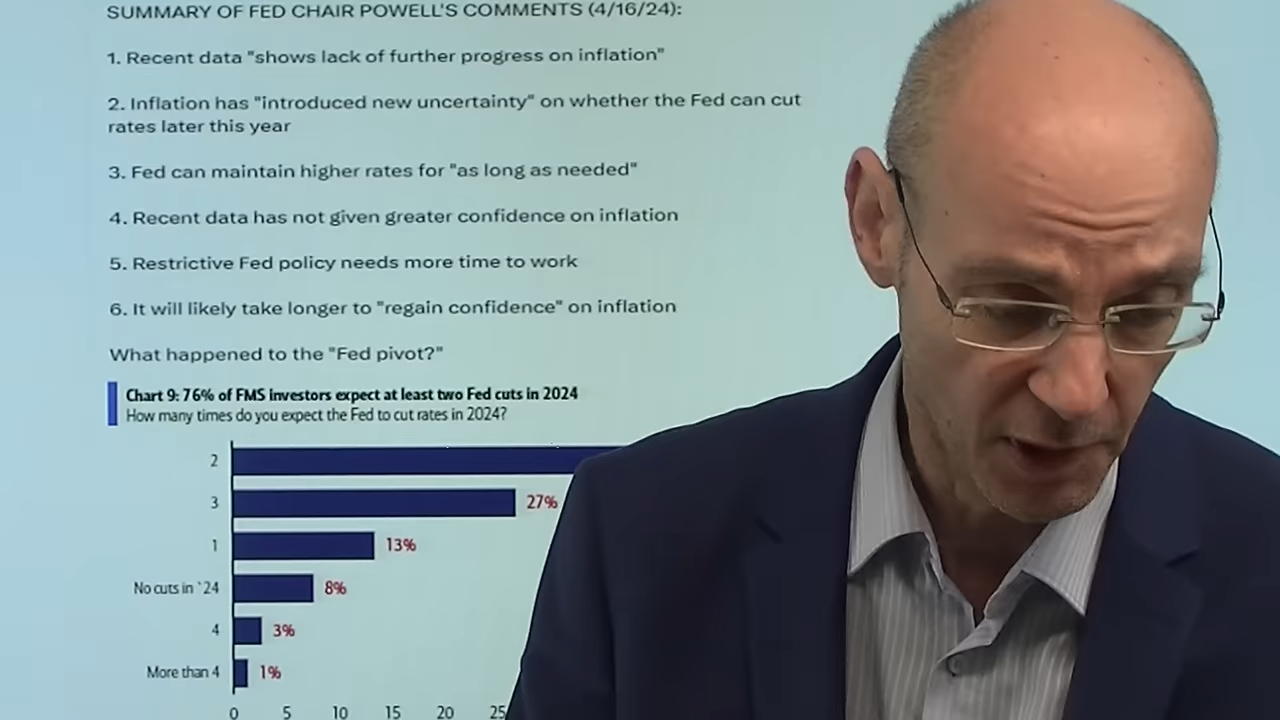 SUMMARY OF FED CHAIR POWELL'S COMMENTS (4/16/24):
1. Recent data "shows lack of further progress on inflation"
2. Inflation has "introduced new uncertainty" on whether the Fed can cut
rates later this year
3. Fed can maintain higher rates for "as long as needed"
4. Recent data has not given greater confidence on inflation
5. Restrictive Fed policy needs more time to work
6. It will likely take longer to "regain confidence" on inflation
What happened to the "Fed pivot?"
Chart 9: 76% of FMS investors expect at least two Fed cuts in 2024
How many times do you expect the Fed to cut rates in 2024?
2
3 27%
1 13%
No cuts in `24 8%
4 3%
More than 4 1%
0 5 10 15 20 25